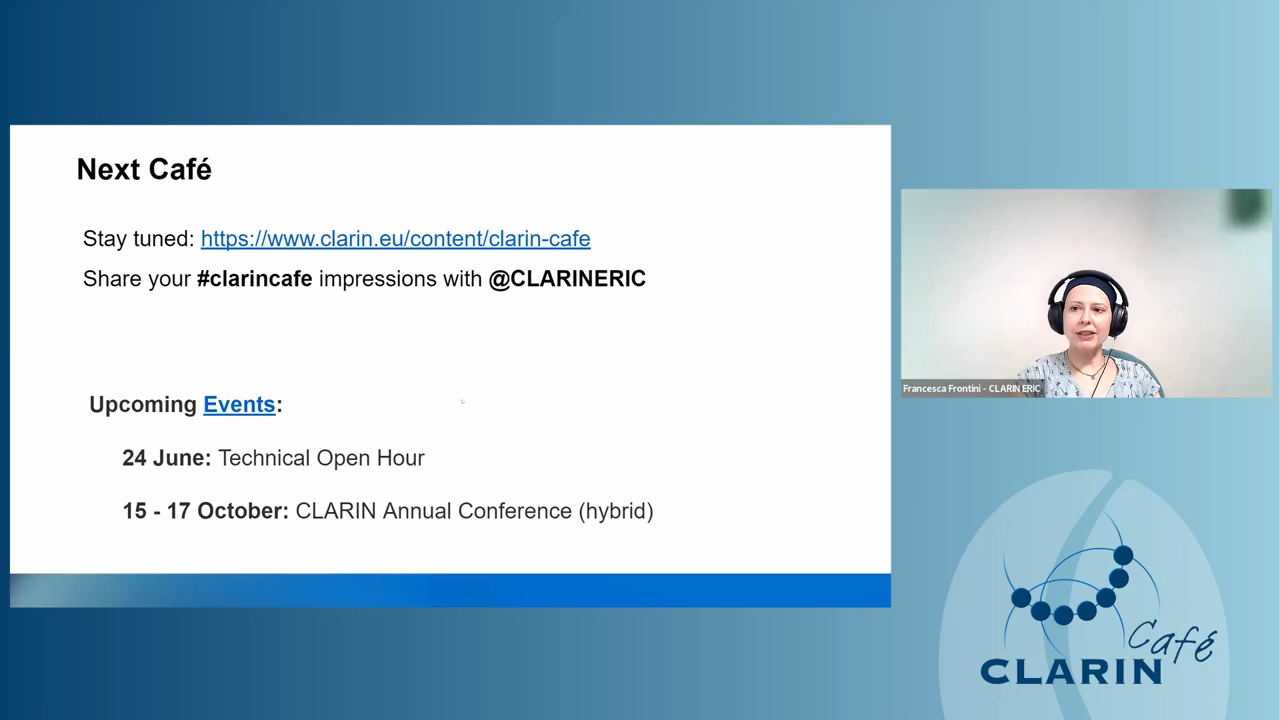 Next Café
Stay tuned: https://www.clarin.eu/content/clarin-cafe
Share your #clarincafe impressions with @CLARINERIC
Upcoming Events:
24 June: Technical Open Hour
15 - 17 October: CLARIN Annual Conference (hybrid)
Francesca Frontini - CLARIN ERIC
Café
CLARIN